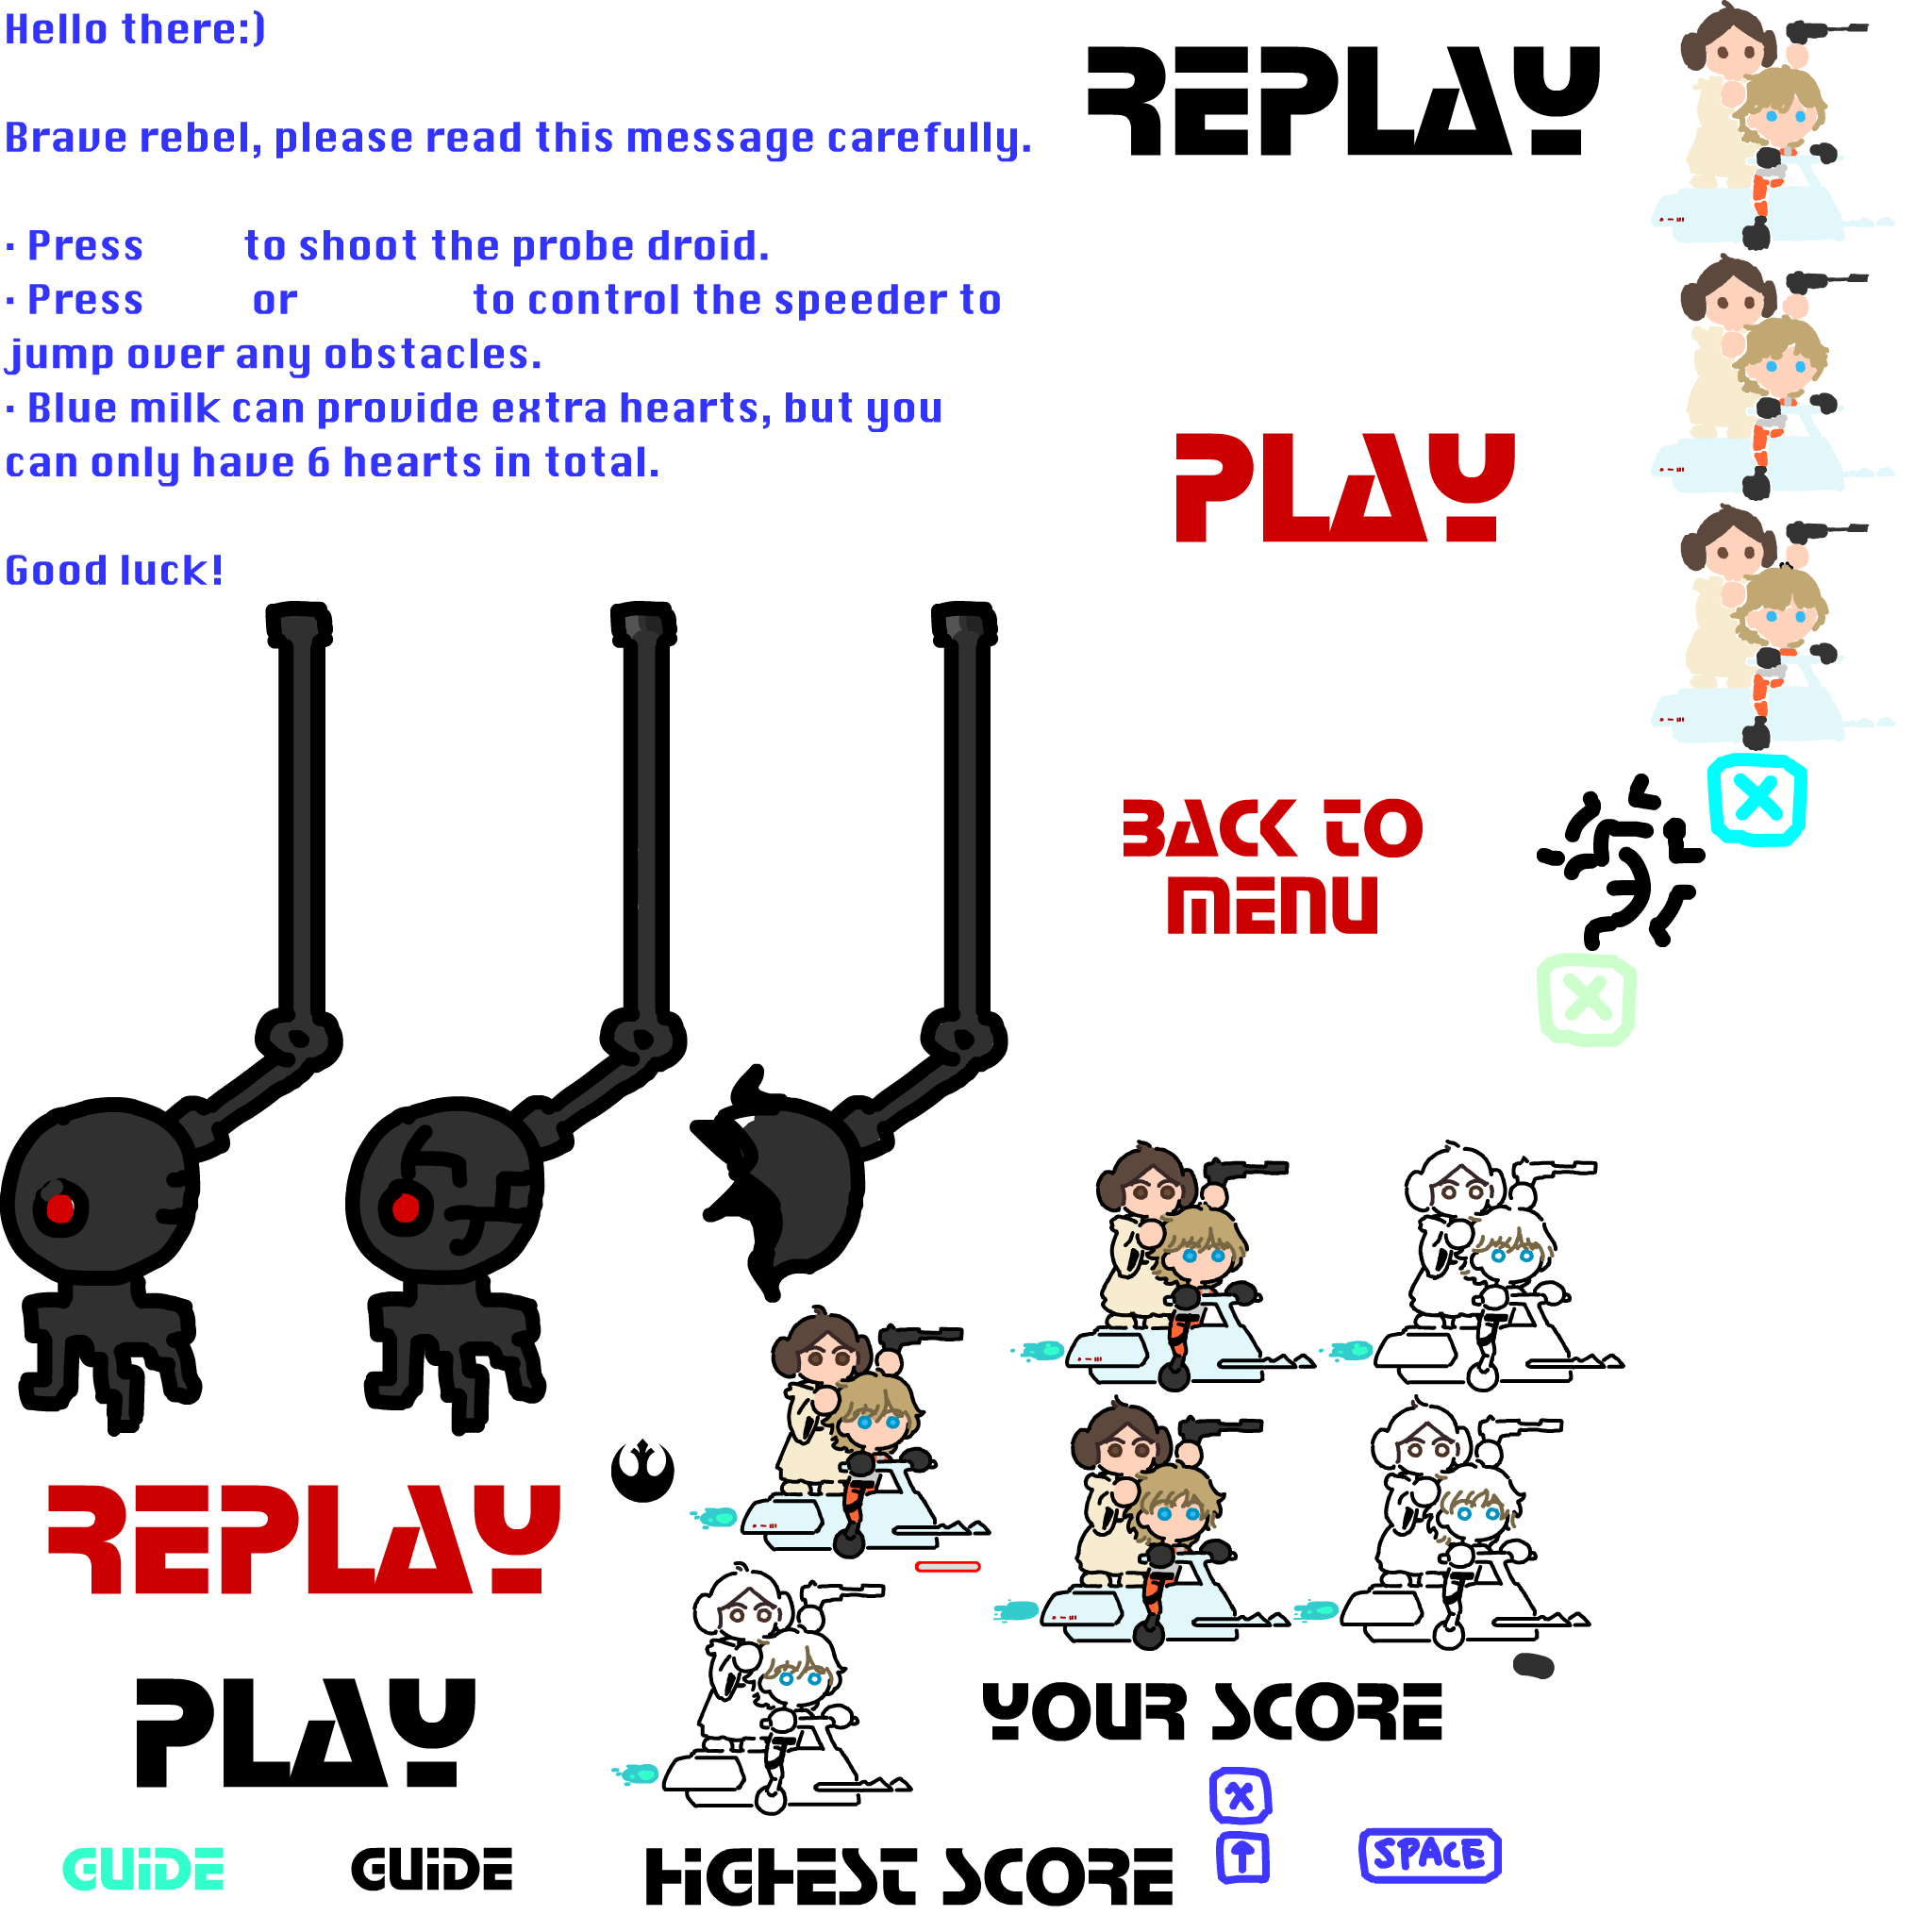 Hello there:)
Brave rebel, please read this message carefully.
· Press to shoot the probe droid.
· Press or to control the speeder to
jump over any obstacles.
· Blue milk can provide extra hearts, but you
can only have 6 hearts in total.
Good luck!
REPLAY
PLAY
BACK TO
MENU
X
X
REPLAY
PLAY
GUiDE
GUiDE
YOUR SCORE
HiGHEST SCORE
X
↑
SPACE